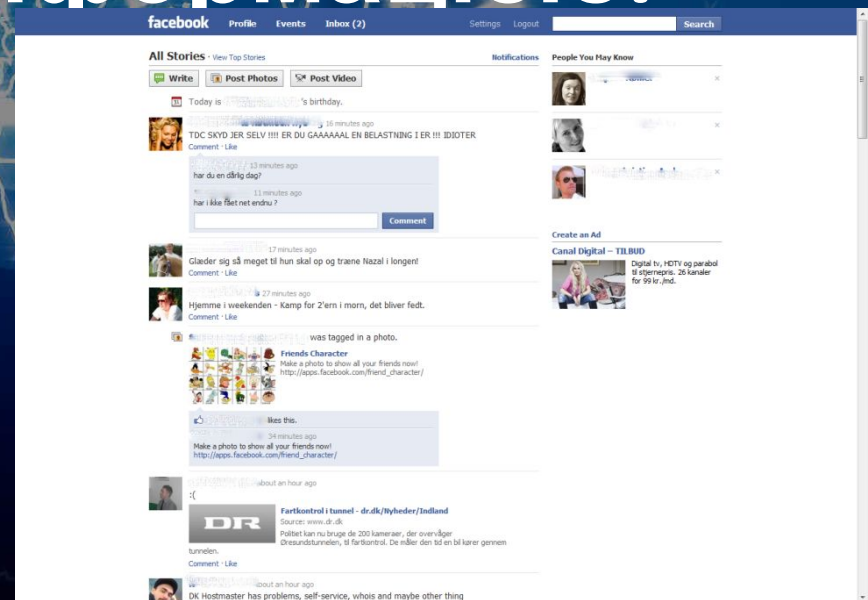 facebook Profile Events Inbox (2) Settings Logout Search
All Stories · View Top Stories
Notifications
Write
Post Photos
Post Video
Today is 's birthday.
16 minutes ago
TDC SKYD JER SELV !!!! ER DU GAAAAAAL EN BELASTNING I ER !!! IDIOTER
Comment · Like
13 minutes ago
har du en dårlig dag?
11 minutes ago
har i ikke fået net endnu ?
Comment
17 minutes ago
Glæder sig så meget til hun skal op og træne Nazal i longen!
Comment · Like
27 minutes ago
Hjemme i weekenden - Kamp for 2'ern i morn, det bliver fedt.
Comment · Like
was tagged in a photo.
Friends Character
Make a photo to show all your friends now!
http://apps.facebook.com/friend_character/
likes this.
34 minutes ago
Make a photo to show all your friends now!
http://apps.facebook.com/friend_character/
about an hour ago
:(
DR
Fartkontrol i tunnel - dr.dk/Nyheder/Indland
Source: www.dr.dk
Politiet kan nu bruge de 200 kameraer, der overvåger
Øresundstunnelen, til fartkontrol. De måler den tid en bil kører gennem
tunnelen.
Comment · Like
about an hour ago
DK Hostmaster has problems, self-service, whois and maybe other thing
People You May Know
Create an Ad
Canal Digital – TILBUD
Digital tv, HDTV og parabol
til stjernepris. 26 kanaler
for 99 kr./md.